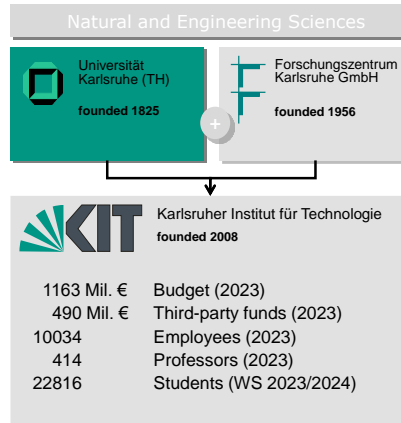 Natural and Engineering Sciences
Universität
Karlsruhe (TH)
founded 1825
+
Forschungszentrum
Karlsruhe GmbH
founded 1956
KIT
Karlsruher Institut für Technologie
founded 2008
1163 Mil. € Budget (2023)
490 Mil. € Third-party funds (2023)
10034 Employees (2023)
414 Professors (2023)
22816 Students (WS 2023/2024)